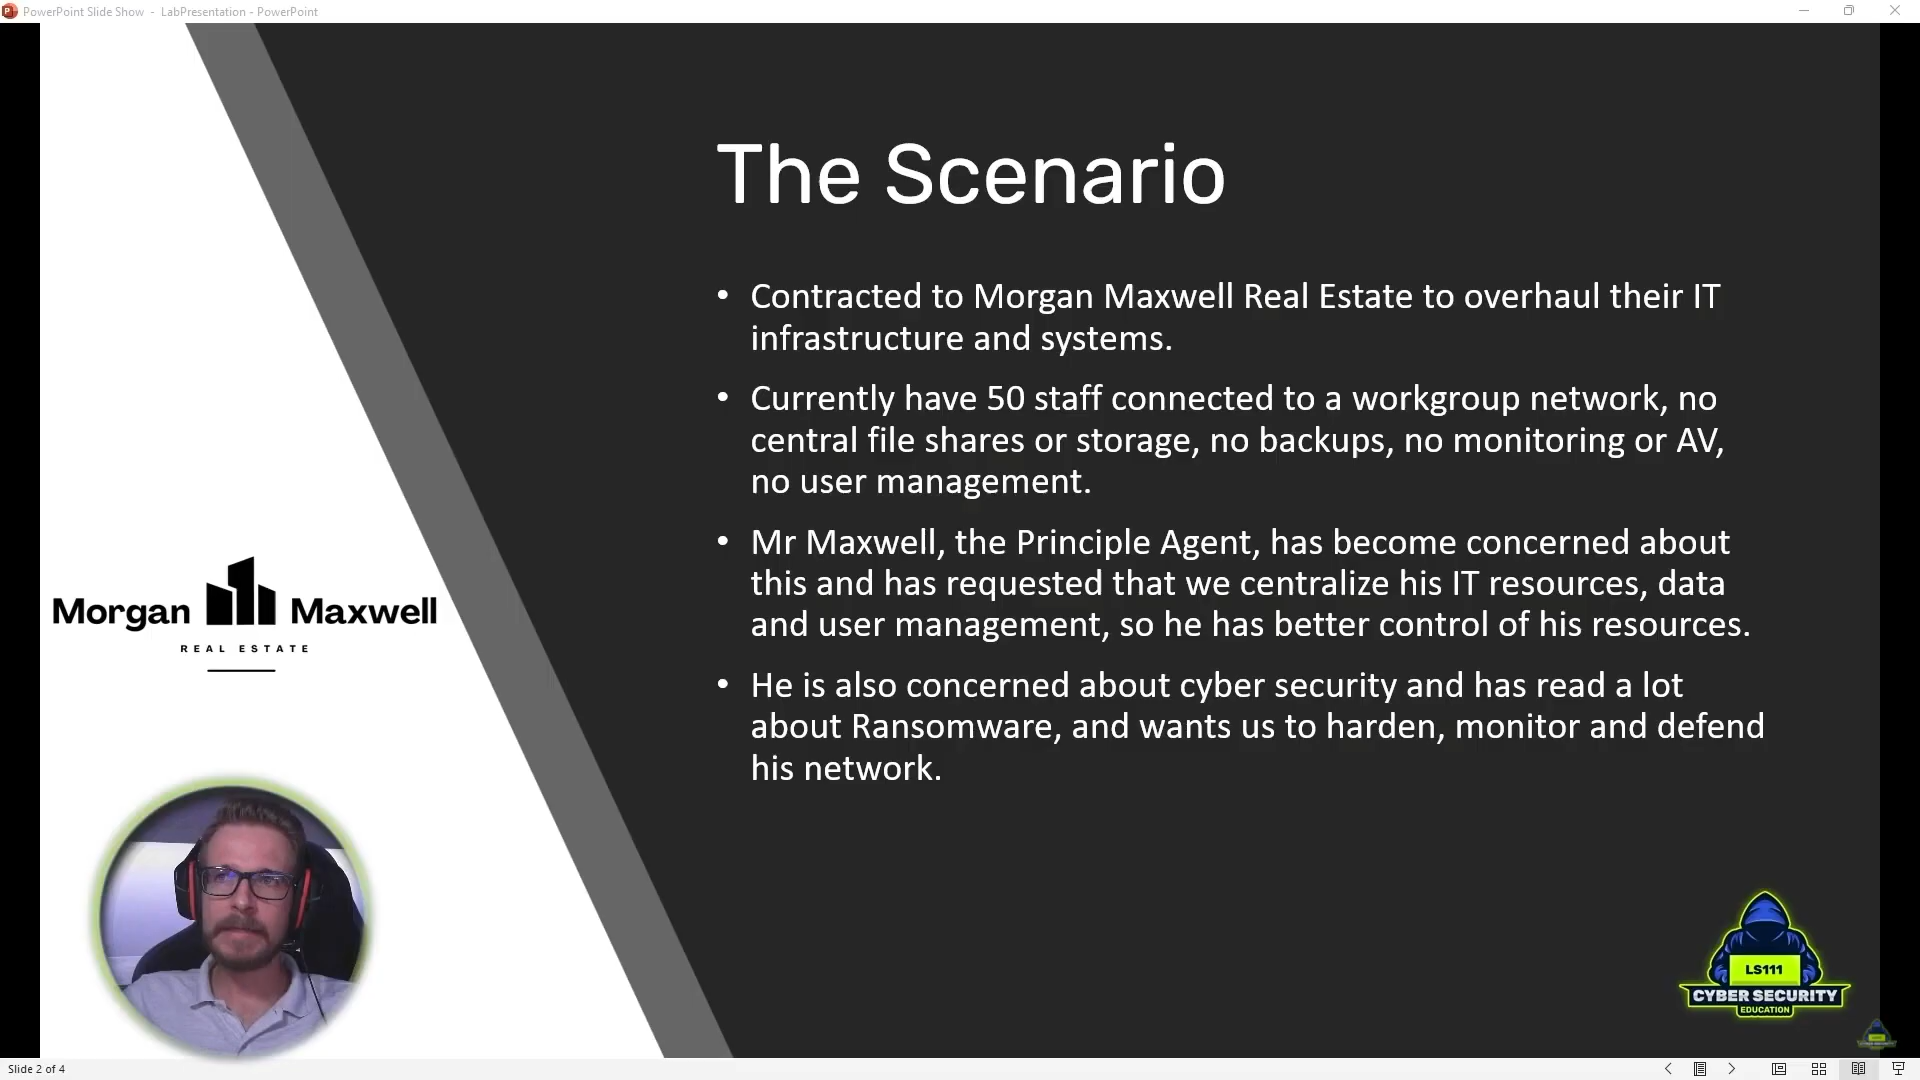 PowerPoint Slide Show - LabPresentation - PowerPoint
The Scenario
• Contracted to Morgan Maxwell Real Estate to overhaul their IT
infrastructure and systems.
• Currently have 50 staff connected to a workgroup network, no
central file shares or storage, no backups, no monitoring or AV,
no user management.
• Mr Maxwell, the Principle Agent, has become concerned about
this and has requested that we centralize his IT resources, data
and user management, so he has better control of his resources.
• He is also concerned about cyber security and has read a lot
about Ransomware, and wants us to harden, monitor and defend
his network.
Morgan Maxwell
REAL ESTATE
LS111
CYBER SECURITY
EDUCATION
Slide 2 of 4